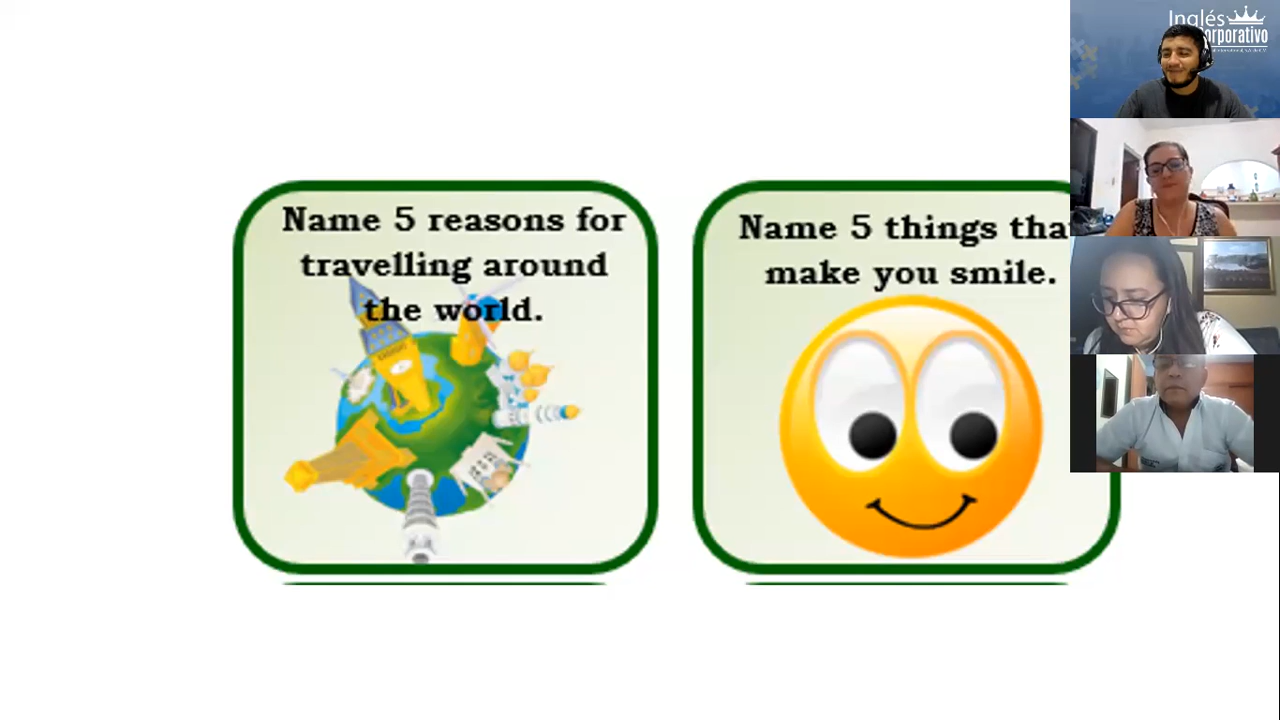 Name 5 reasons for
travelling around
the world.
Name 5 things tha
make you smile.
Inglés
orporativo